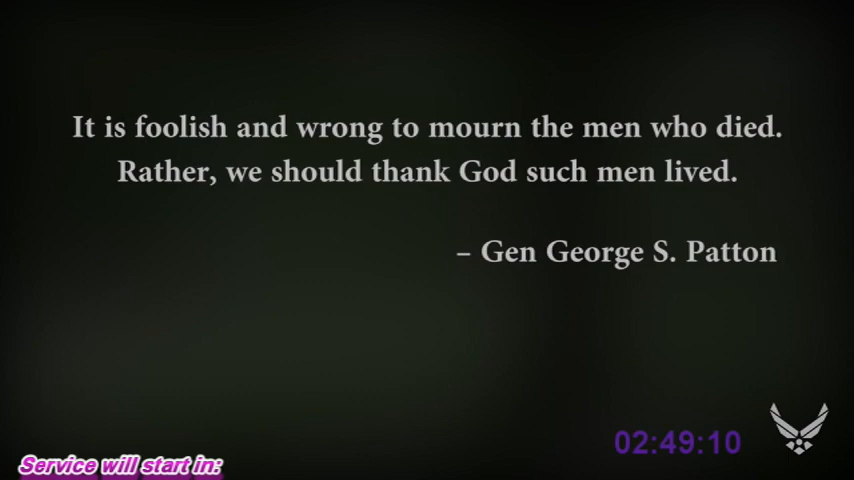 It is foolish and wrong to mourn the men who died.
Rather, we should thank God such men lived.
– Gen George S. Patton
02:49:10
Service will start in: